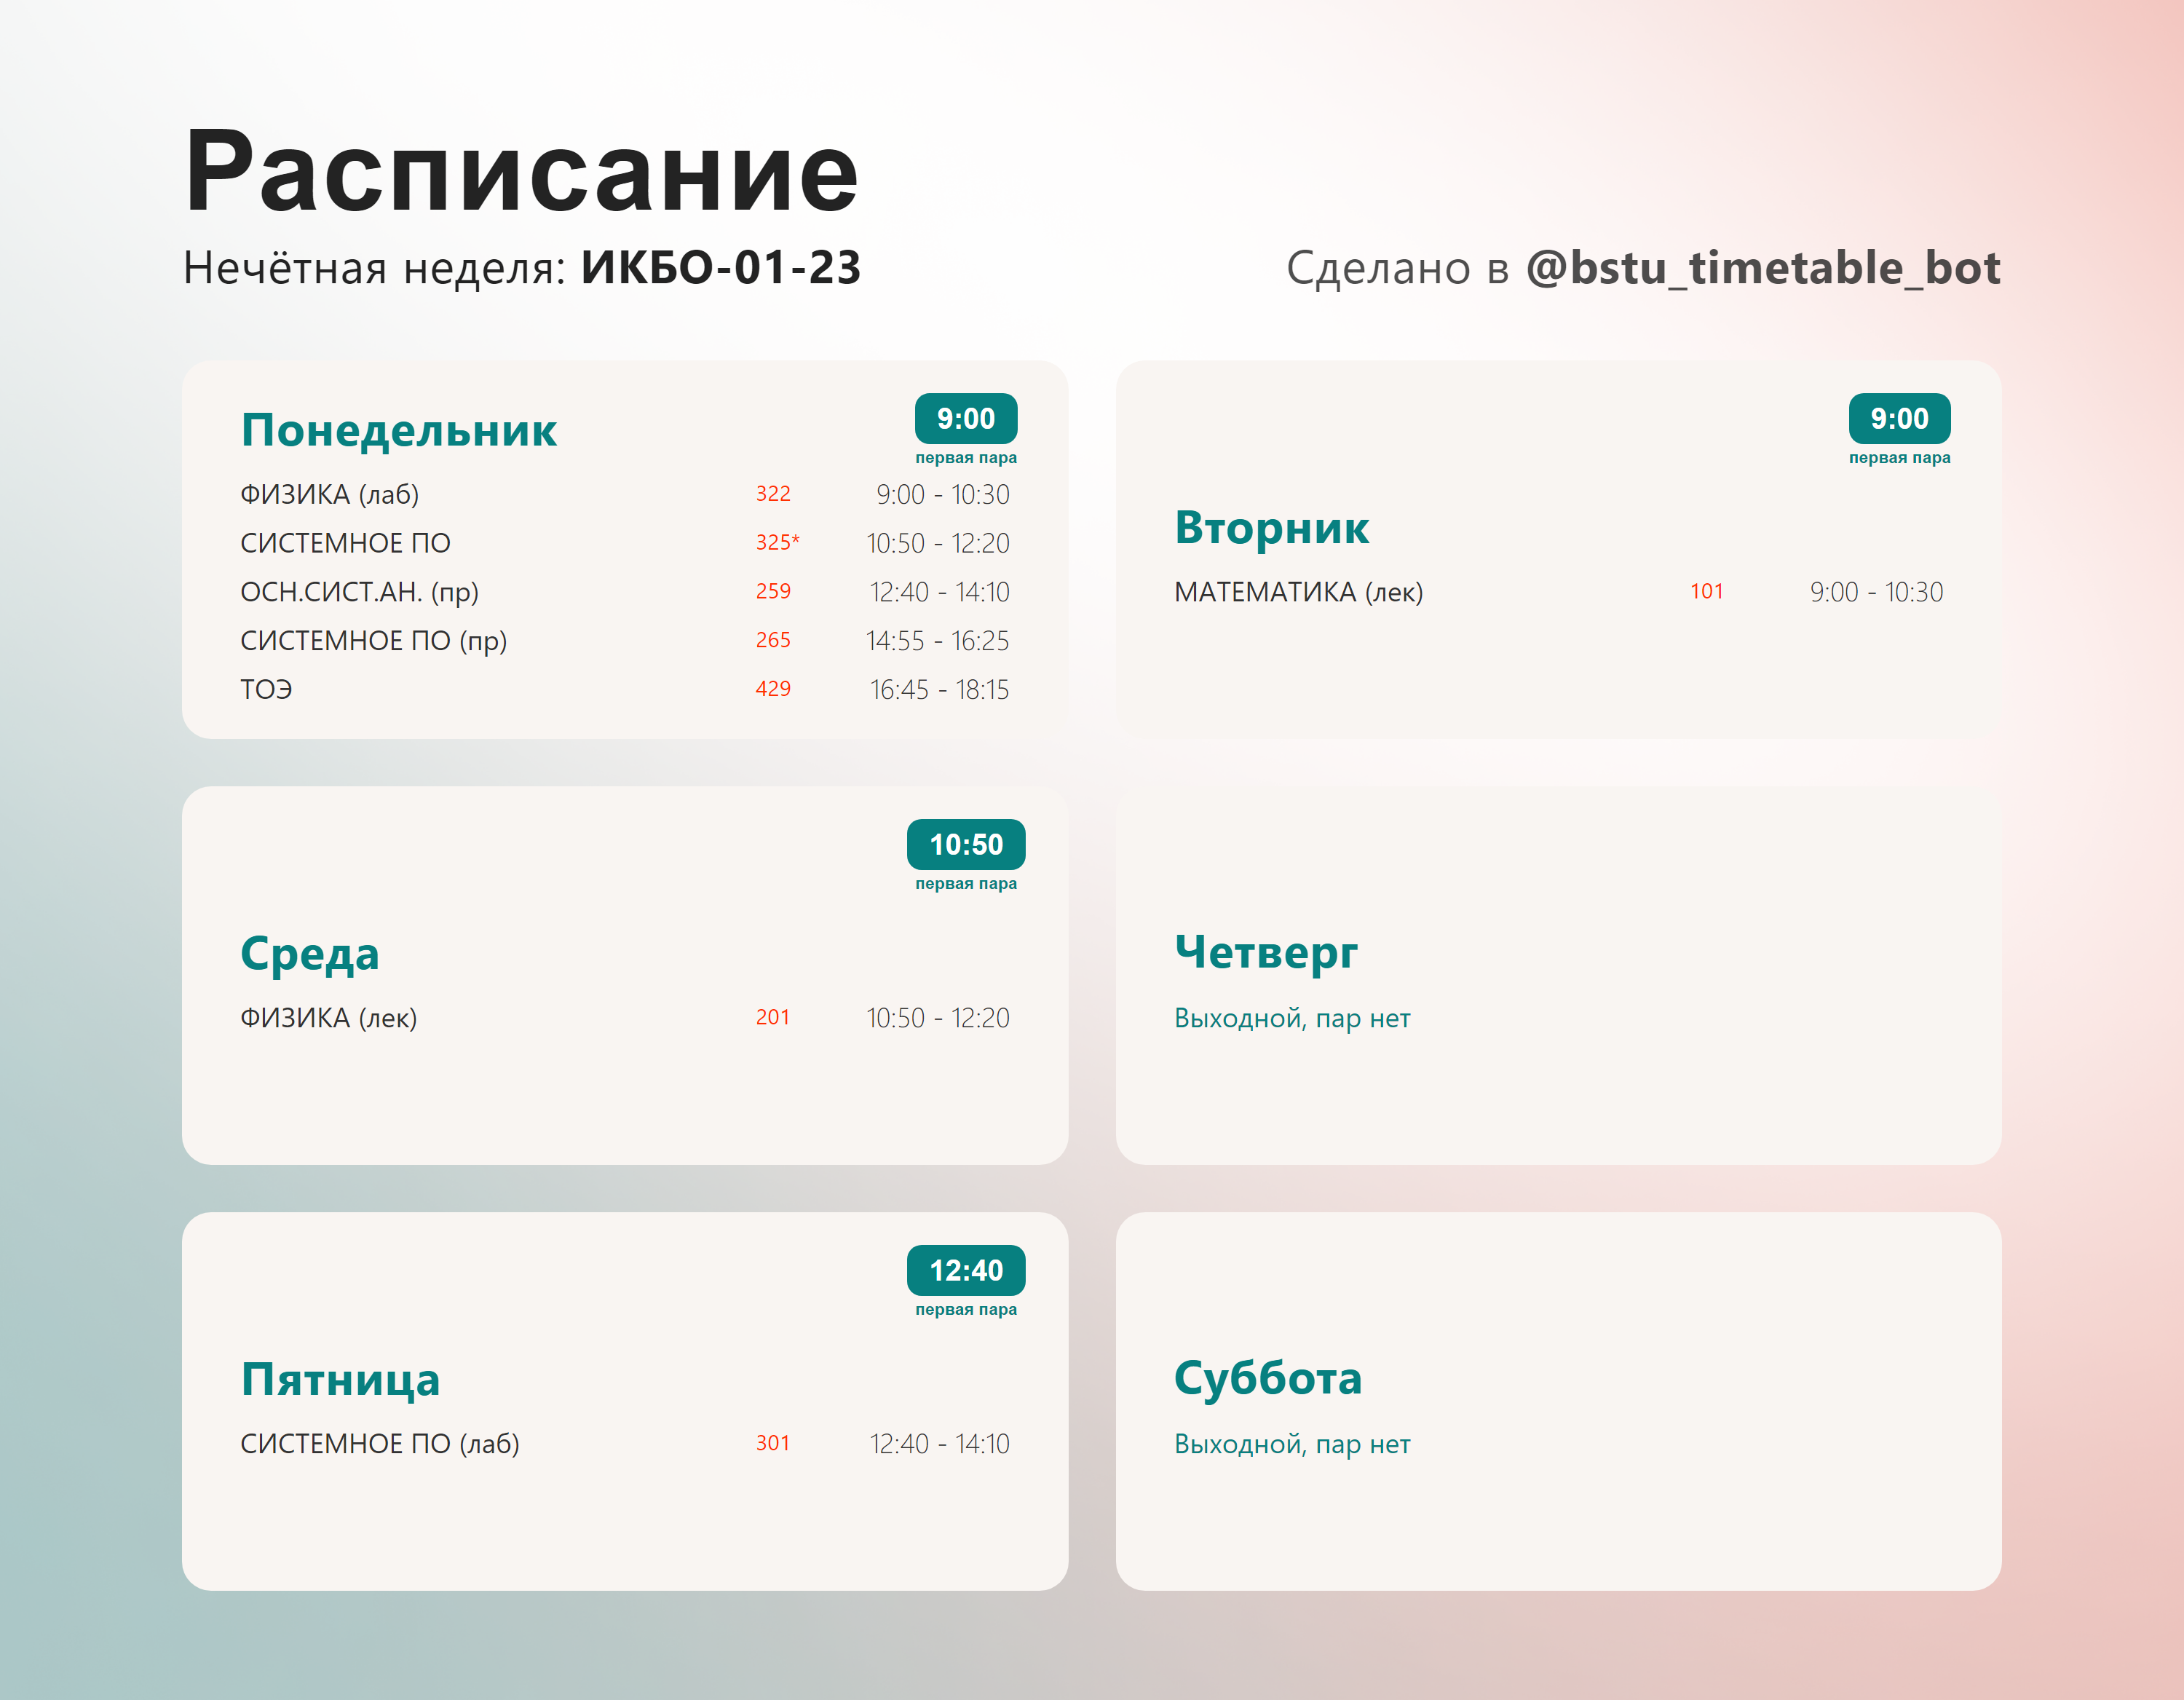 Расписание
Нечётная неделя: ИКБО-01-23
Сделано в @bstu_timetable_bot
Понедельник
9:00
первая пара
ФИЗИКА (лаб) 322 9:00 - 10:30
СИСТЕМНОЕ ПО 325* 10:50 - 12:20
ОСН.СИСТ.АН. (пр) 259 12:40 - 14:10
СИСТЕМНОЕ ПО (пр) 265 14:55 - 16:25
ТОЭ 429 16:45 - 18:15
9:00
первая пара
Вторник
МАТЕМАТИКА (лек) 101 9:00 - 10:30
10:50
первая пара
Среда
ФИЗИКА (лек) 201 10:50 - 12:20
Четверг
Выходной, пар нет
12:40
первая пара
Пятница
СИСТЕМНОЕ ПО (лаб) 301 12:40 - 14:10
Суббота
Выходной, пар нет